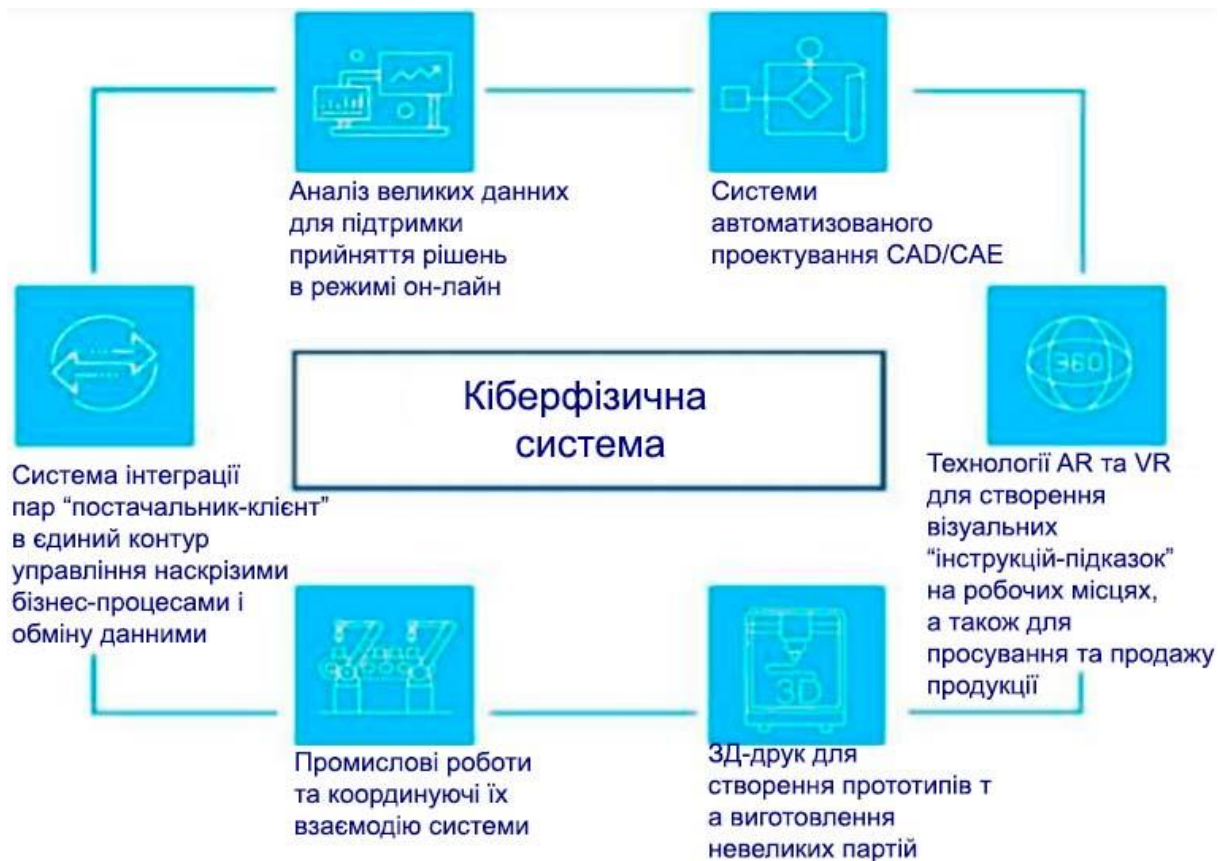 Аналіз великих данних
для підтримки
прийняття рішень
в режимі он-лайн
Системи
автоматизованого
проектування CAD/CAE
Кіберфізична
система
360
Система інтеграції
пар “постачальник-клієнт”
в єдиний контур
управління наскрізими
бізнес-процесами і
обміну данними
Технології AR та VR
для створення
візуальних
“інструкцій-підказок”
на робочих місцях,
а також для
просування та продажу
продукції
3D
Промислові роботи
та координуючі їх
взаємодію системи
3Д-друк для
створення прототипів т
а виготовлення
невеликих партій